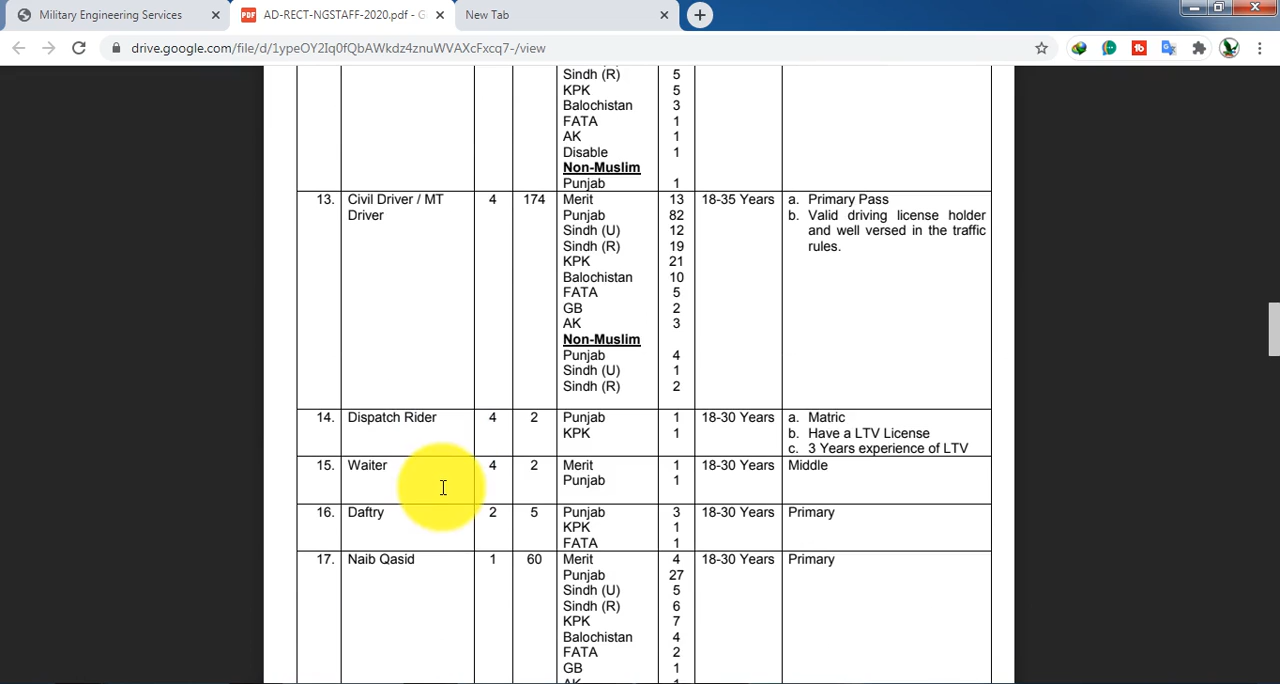 Military Engineering Services
AD-RECT-NGSTAFF-2020.pdf - G
New Tab
drive.google.com/file/d/1ypeOY2Iq0fQbAWkdz4znuWVAXcFxcq7-/view
Sindh (R) 5
KPK 5
Balochistan 3
FATA 1
AK 1
Disable 1
Non-Muslim
Punjab 1
13. Civil Driver / MT 4 174 Merit 13 18-35 Years a. Primary Pass
Driver Punjab 82 b. Valid driving license holder
Sindh (U) 12 and well versed in the traffic
Sindh (R) 19 rules.
KPK 21
Balochistan 10
FATA 5
GB 2
AK 3
Non-Muslim
Punjab 4
Sindh (U) 1
Sindh (R) 2
14. Dispatch Rider 4 2 Punjab 1 18-30 Years a. Matric
KPK 1 b. Have a LTV License
c. 3 Years experience of LTV
15. Waiter 4 2 Merit 1 18-30 Years Middle
Punjab 1
16. Daftry 2 5 Punjab 3 18-30 Years Primary
KPK 1
FATA 1
17. Naib Qasid 1 60 Merit 4 18-30 Years Primary
Punjab 27
Sindh (U) 5
Sindh (R) 6
KPK 7
Balochistan 4
FATA 2
GB 1
AK 1